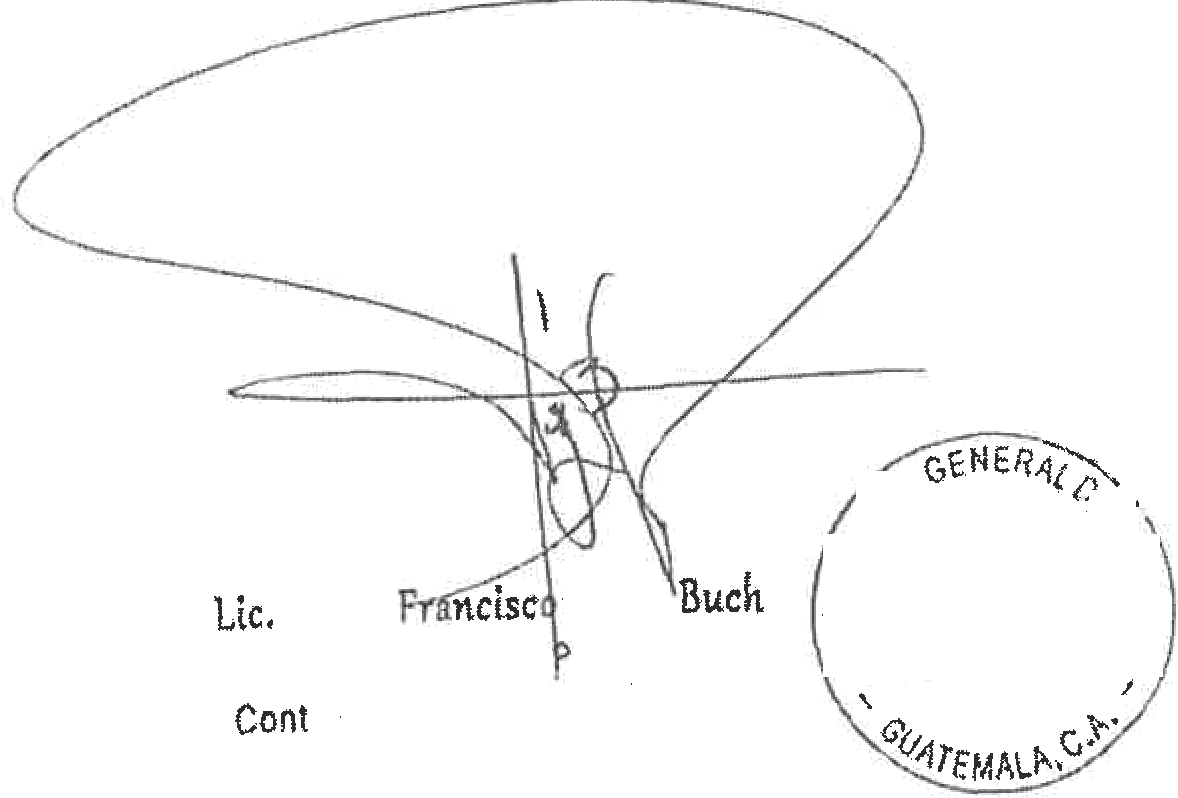 Lic. Francisco Buch
Cont
GENERAL
GUATEMALA, C.A.